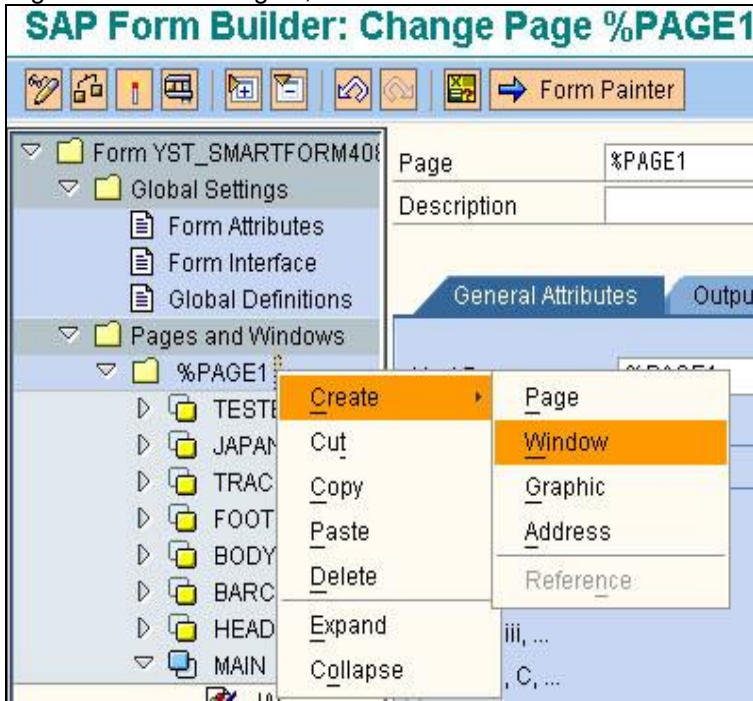 SAP Form Builder: Change Page %PAGE1
Form Painter
Form YST_SMARTFORM40
Page %PAGE1
Global Settings
Description
Form Attributes
Form Interface
Global Definitions
General Attributes Outpu
Pages and Windows
%PAGE1
Create Page
TESTE
Cut Window
JAPAN
Copy Graphic
TRAC
Paste Address
FOOT
BODY
Delete Reference
BARC
Expand
HEAD
iii, ...
MAIN
Collapse
, C, ...